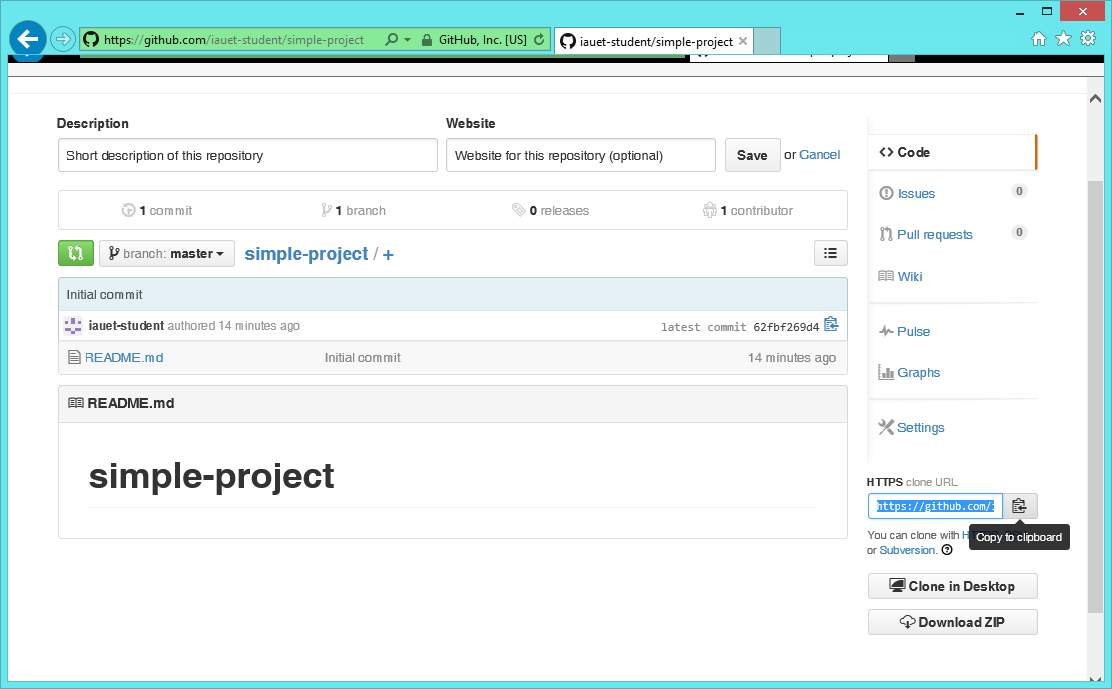 https://github.com/iauet-student/simple-project
GitHub, Inc. [US]
iauet-student/simple-project
Description
Website
Short description of this repository
Website for this repository (optional)
Save or Cancel
1 commit
1 branch
0 releases
1 contributor
branch: master
simple-project / +
Initial commit
iauet-student authored 14 minutes ago
latest commit 62fbf269d4
README.md
Initial commit
14 minutes ago
README.md
simple-project
Code
Issues 0
Pull requests 0
Wiki
Pulse
Graphs
Settings
HTTPS clone URL
https://github.com/
Copy to clipboard
You can clone with
or Subversion.
Clone in Desktop
Download ZIP